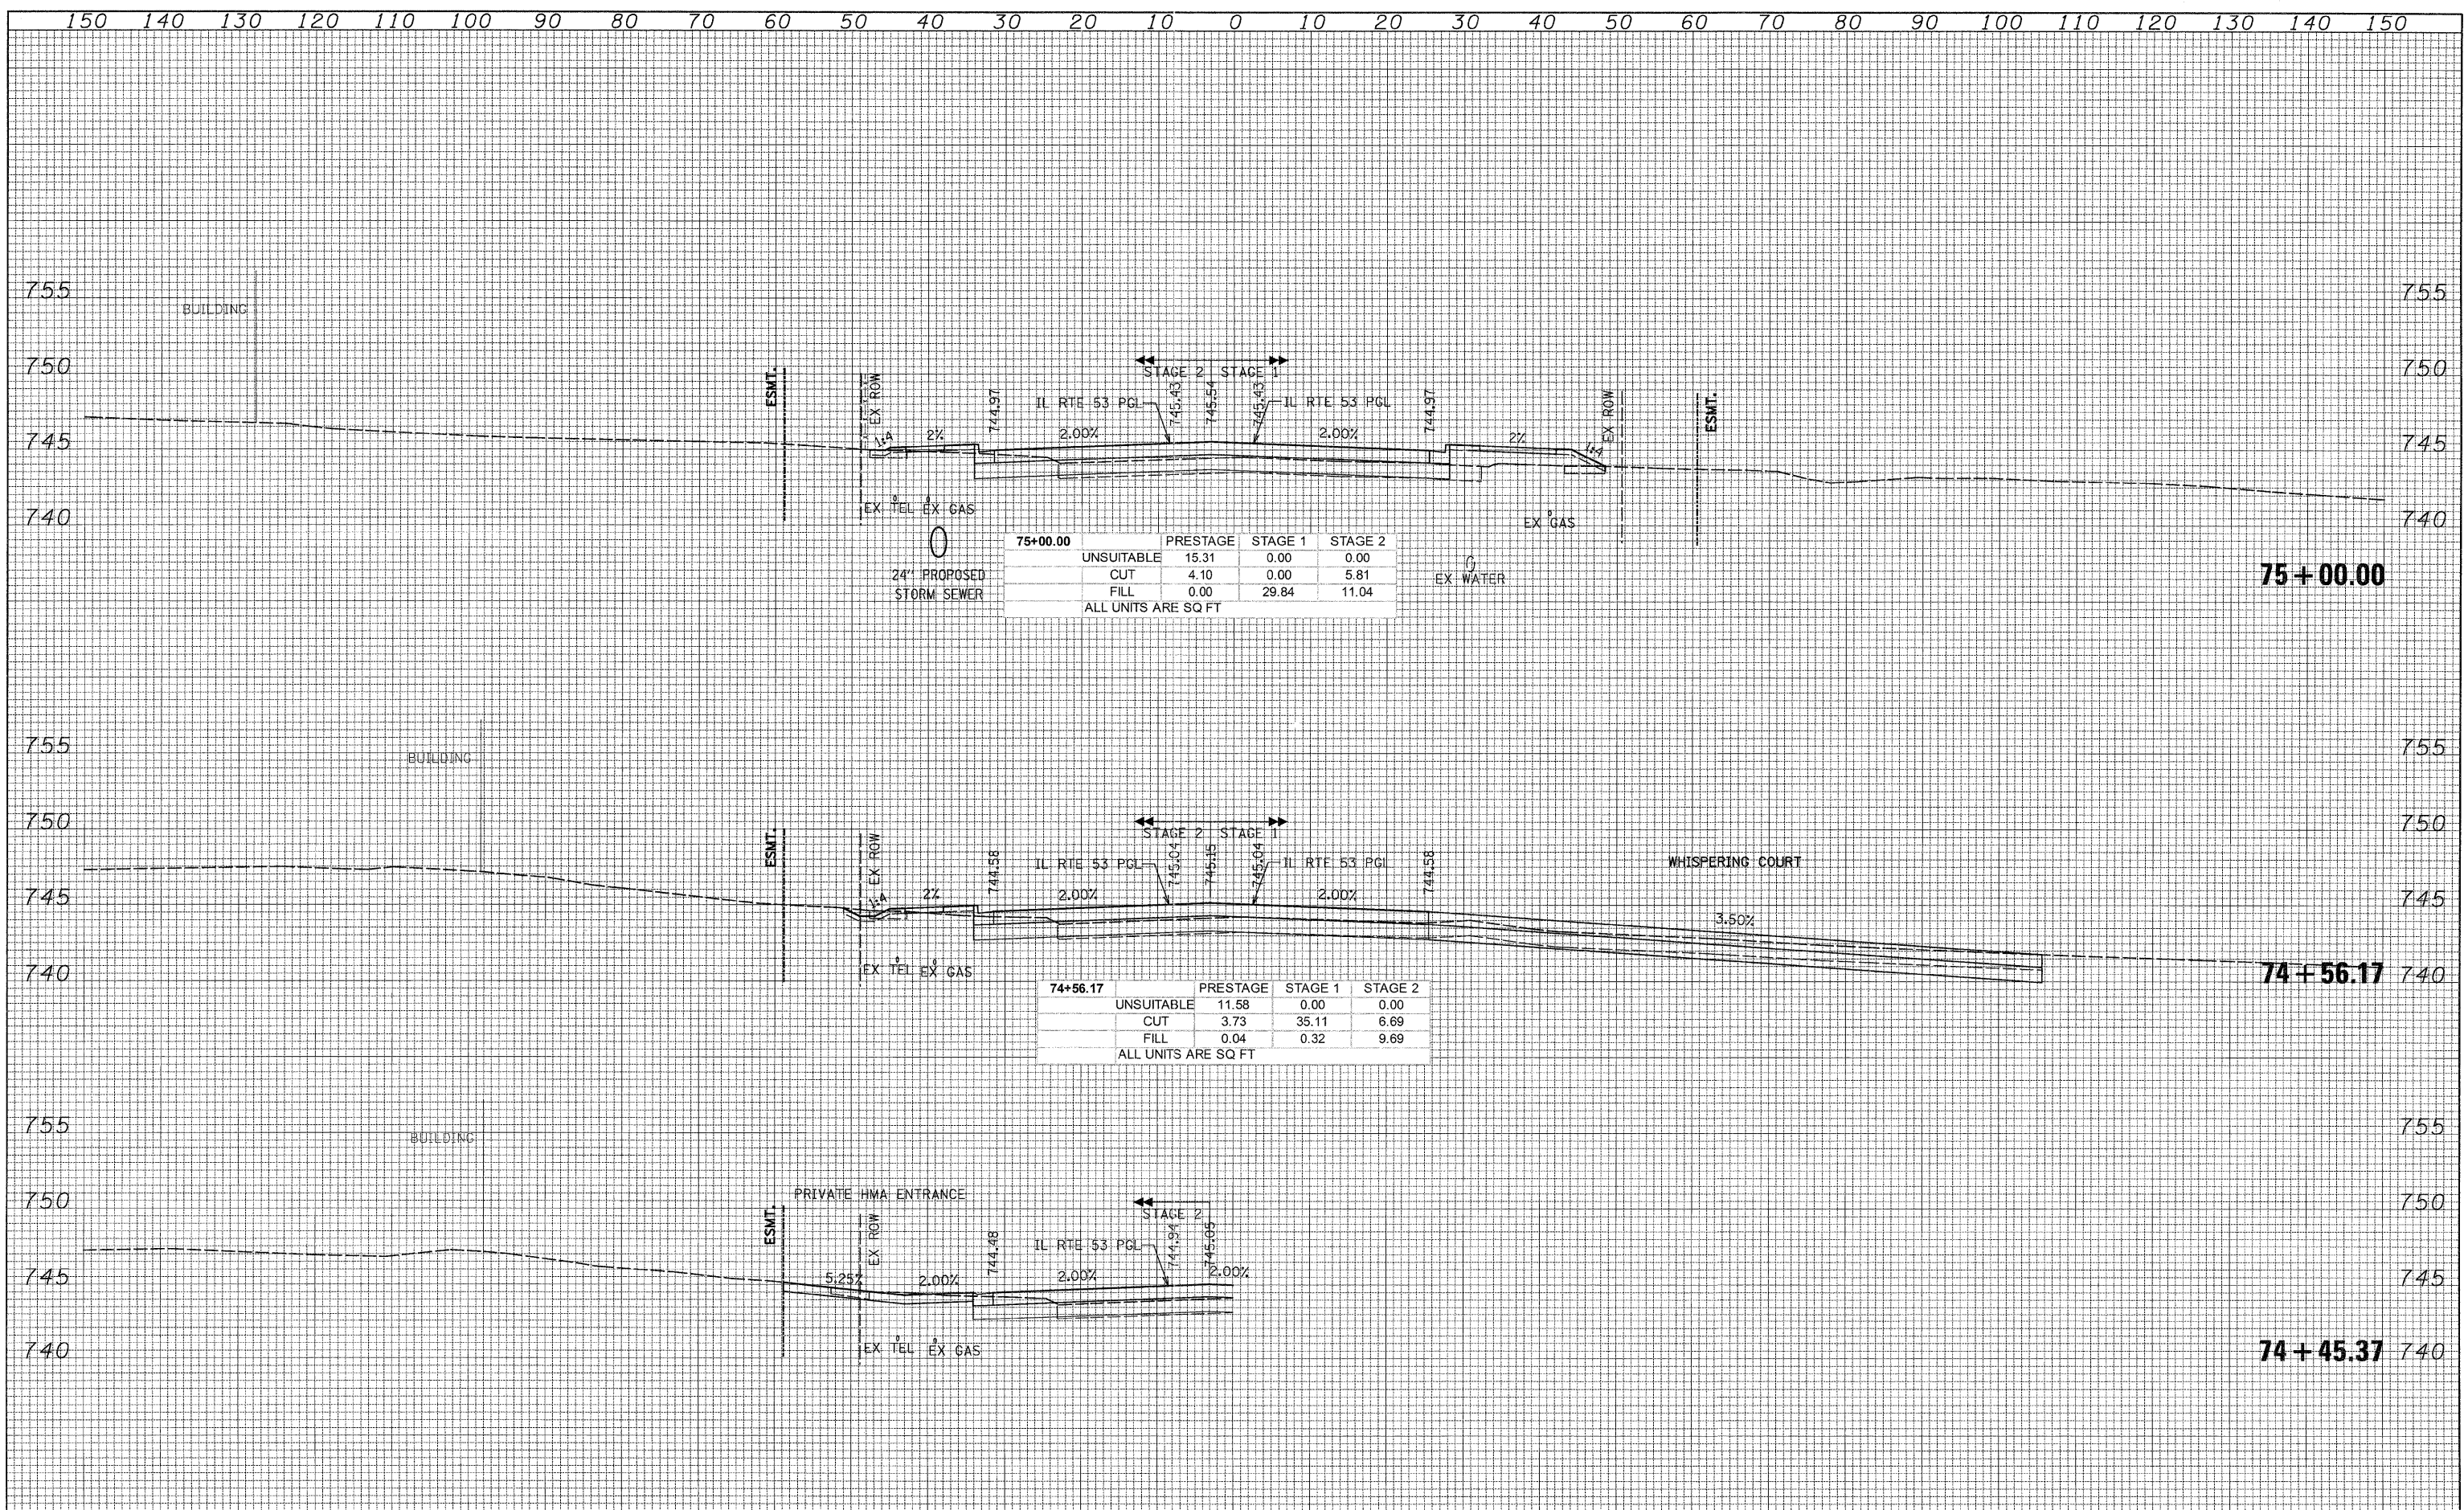 150 140 130 120 110 100 90 80 70 60 50 40 30 20 10 0 10 20 30 40 50 60 70 80 90 100 110 120 130 140 150
755 755
BUILDING
750 750
ESMT. EX ROW STAGE 2 STAGE 1 EX ROW ESMT.
744.97 IL RTE 53 PGL 745.43 745.54 745.43 IL RTE 53 PGL 744.97
745 1:4 2% 2.00% 2.00% 2% 1:4 745
EX TEL EX GAS
740 EX GAS 740
24" PROPOSED
STORM SEWER
75+00.00 PRESTAGE STAGE 1 STAGE 2
UNSUITABLE 15.31 0.00 0.00
CUT 4.10 0.00 5.81
FILL 0.00 29.84 11.04
ALL UNITS ARE SQ FT
EX WATER
75+00.00
755 755
BUILDING
750 750
ESMT. EX ROW STAGE 2 STAGE 1
744.58 IL RTE 53 PGL 745.04 745.15 745.04 IL RTE 53 PGL 744.58 WHISPERING COURT
745 1:4 2% 2.00% 2.00% 745
3.50%
740 EX TEL EX GAS 74+56.17 740
74+56.17 PRESTAGE STAGE 1 STAGE 2
UNSUITABLE 11.58 0.00 0.00
CUT 3.73 35.11 6.69
FILL 0.04 0.32 9.69
ALL UNITS ARE SQ FT
755 755
BUILDING
750 PRIVATE HMA ENTRANCE 750
ESMT. EX ROW STAGE 2
744.48 IL RTE 53 PGL 744.94 745.05
745 5.25% 2.00% 2.00% 2.00% 745
740 EX TEL EX GAS 74+45.37 740